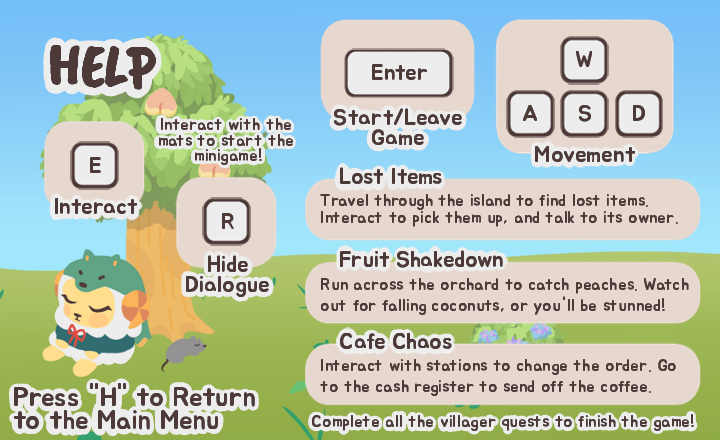 HELP
Interact with the
mats to start the
minigame!
E
Interact
R
Hide
Dialogue
Press "H" to Return
to the Main Menu
Enter
Start/Leave
Game
W
A S D
Movement
Lost Items
Travel through the island to find lost items.
Interact to pick them up, and talk to its owner.
Fruit Shakedown
Run across the orchard to catch peaches. Watch
out for falling coconuts, or you'll be stunned!
Cafe Chaos
Interact with stations to change the order. Go
to the cash register to send off the coffee.
Complete all the villager quests to finish the game!